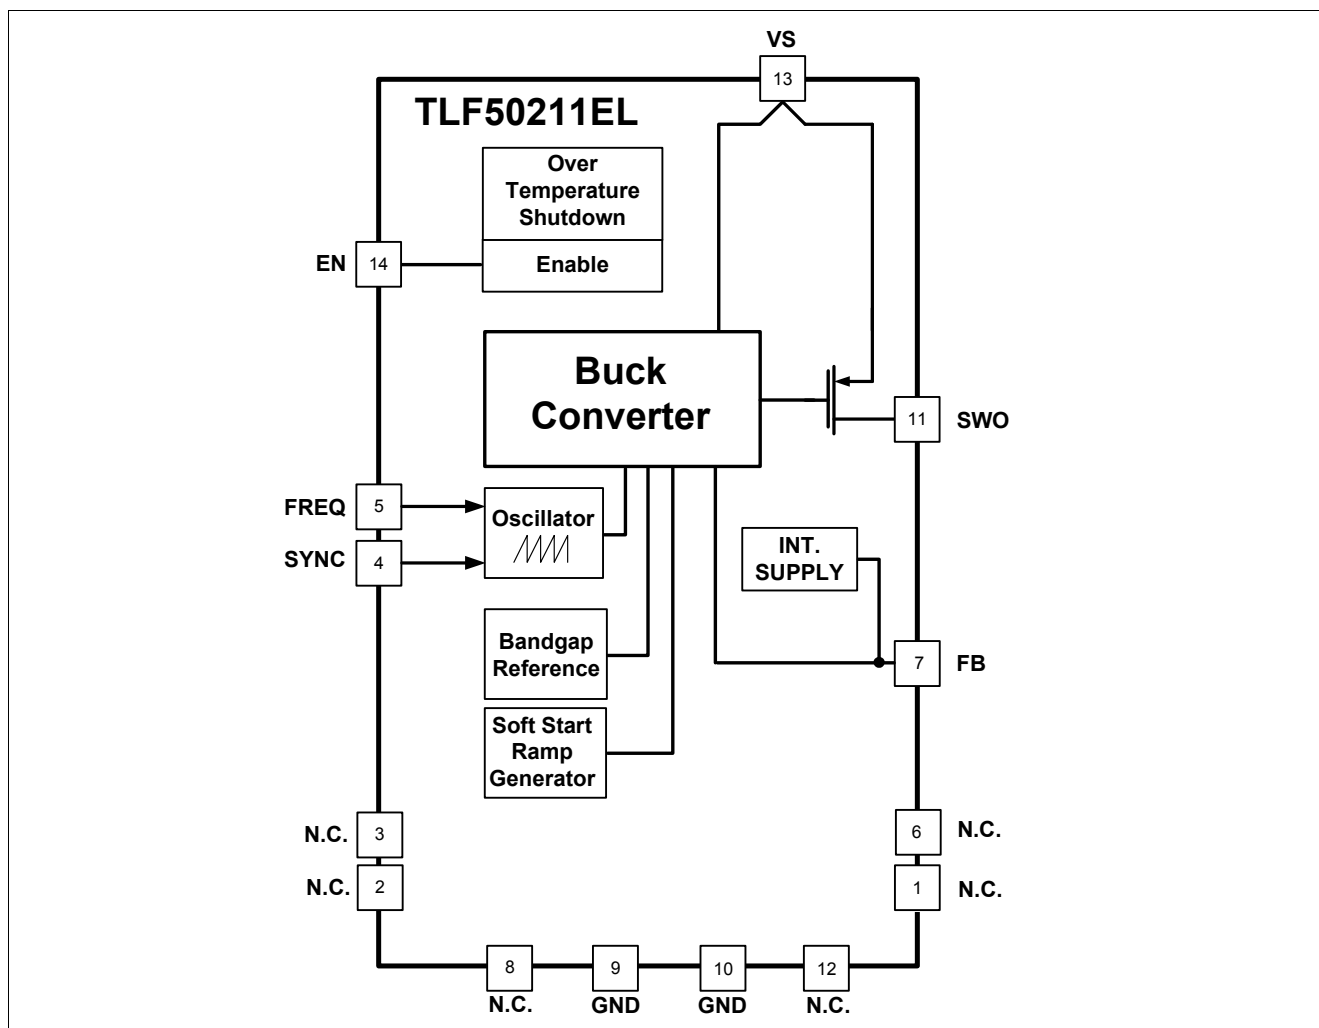 VS
13
TLF50211EL
Over
Temperature
Shutdown
EN
14
Enable
Buck
Converter
11
SWO
FREQ
5
Oscillator
SYNC
4
INT.
SUPPLY
Bandgap
Reference
7
FB
Soft Start
Ramp
Generator
N.C.
3
6
N.C.
N.C.
2
1
N.C.
8
9
10
12
N.C.
GND
GND
N.C.